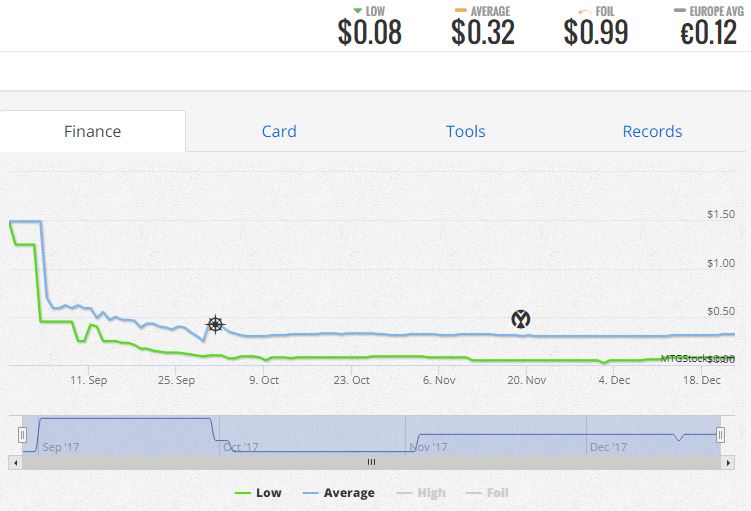 LOW AVERAGE FOIL EUROPE AVG
$0.08 $0.32 $0.99 €0.12
Finance Card Tools Records
$1.50
$1.00
$0.50
MTGStocks $0.00
11. Sep 25. Sep 9. Oct 23. Oct 6. Nov 20. Nov 4. Dec 18. Dec
Sep '17 Oct '17 Nov '17 Dec '17
Low Average High Foil